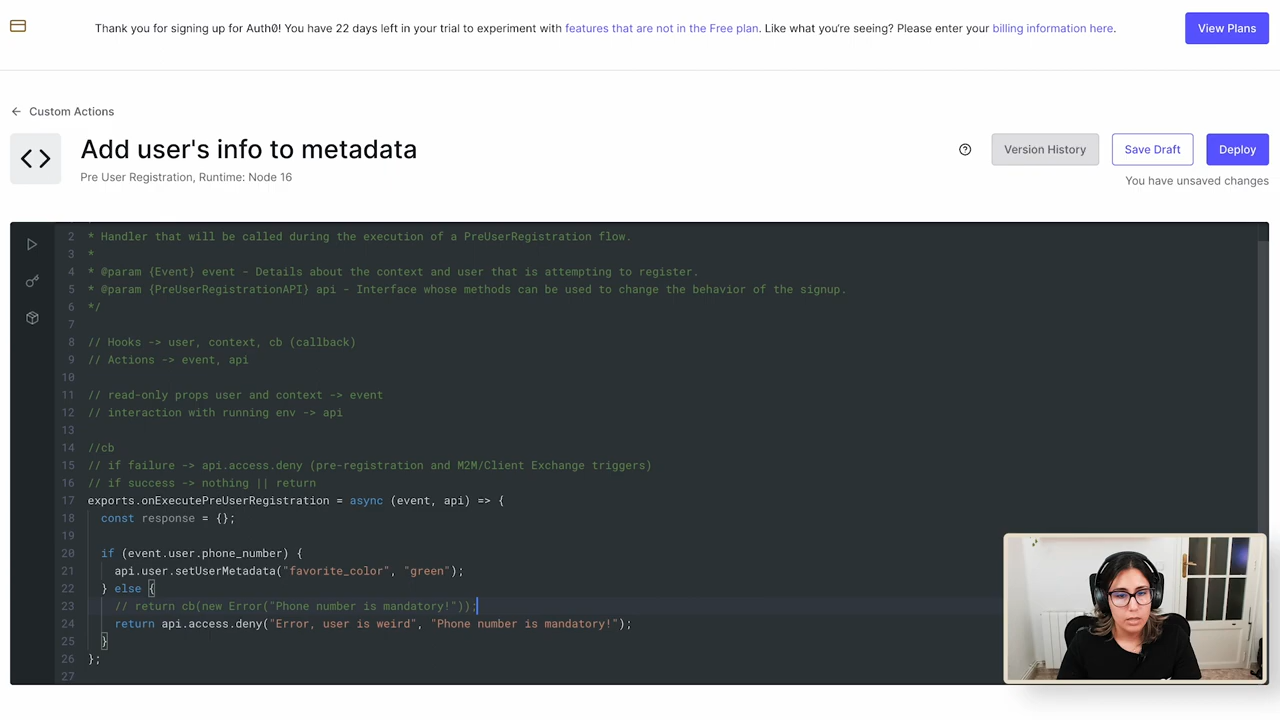 Thank you for signing up for Auth0! You have 22 days left in your trial to experiment with features that are not in the Free plan. Like what you're seeing? Please enter your billing information here.
View Plans
Custom Actions
Add user's info to metadata
Pre User Registration, Runtime: Node 16
Version History
Save Draft
Deploy
You have unsaved changes
2 * Handler that will be called during the execution of a PreUserRegistration flow.
3 *
4 * @param {Event} event - Details about the context and user that is attempting to register.
5 * @param {PreUserRegistrationAPI} api - Interface whose methods can be used to change the behavior of the signup.
6 */
7
8 // Hooks -> user, context, cb (callback)
9 // Actions -> event, api
10
11 // read-only props user and context -> event
12 // interaction with running env -> api
13
14 //cb
15 // if failure -> api.access.deny (pre-registration and M2M/Client Exchange triggers)
16 // if success -> nothing || return
17 exports.onExecutePreUserRegistration = async (event, api) => {
18 const response = {};
19
20 if (event.user.phone_number) {
21 api.user.setUserMetadata("favorite_color", "green");
22 } else {
23 // return cb(new Error("Phone number is mandatory!"));
24 return api.access.deny("Error, user is weird", "Phone number is mandatory!");
25 }
26 };
27